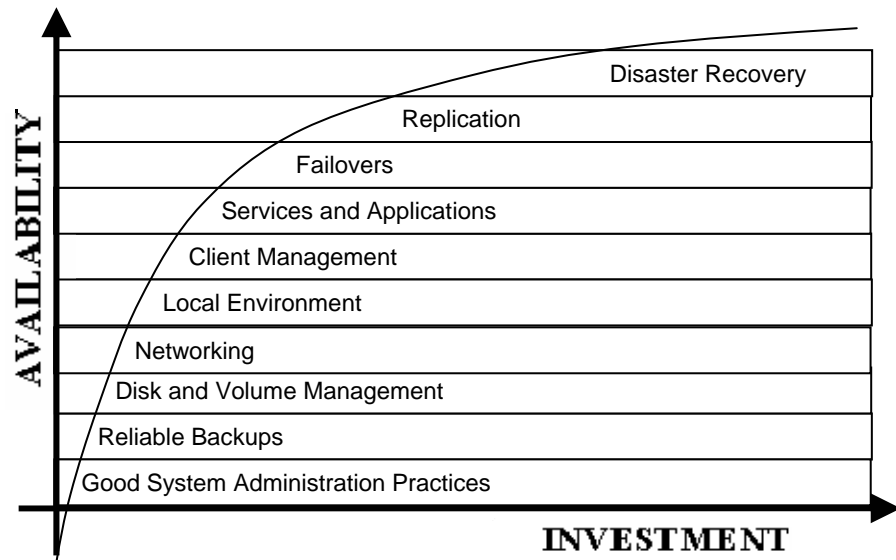 AVAILABILITY
Disaster Recovery
Replication
Failovers
Services and Applications
Client Management
Local Environment
Networking
Disk and Volume Management
Reliable Backups
Good System Administration Practices
INVESTMENT